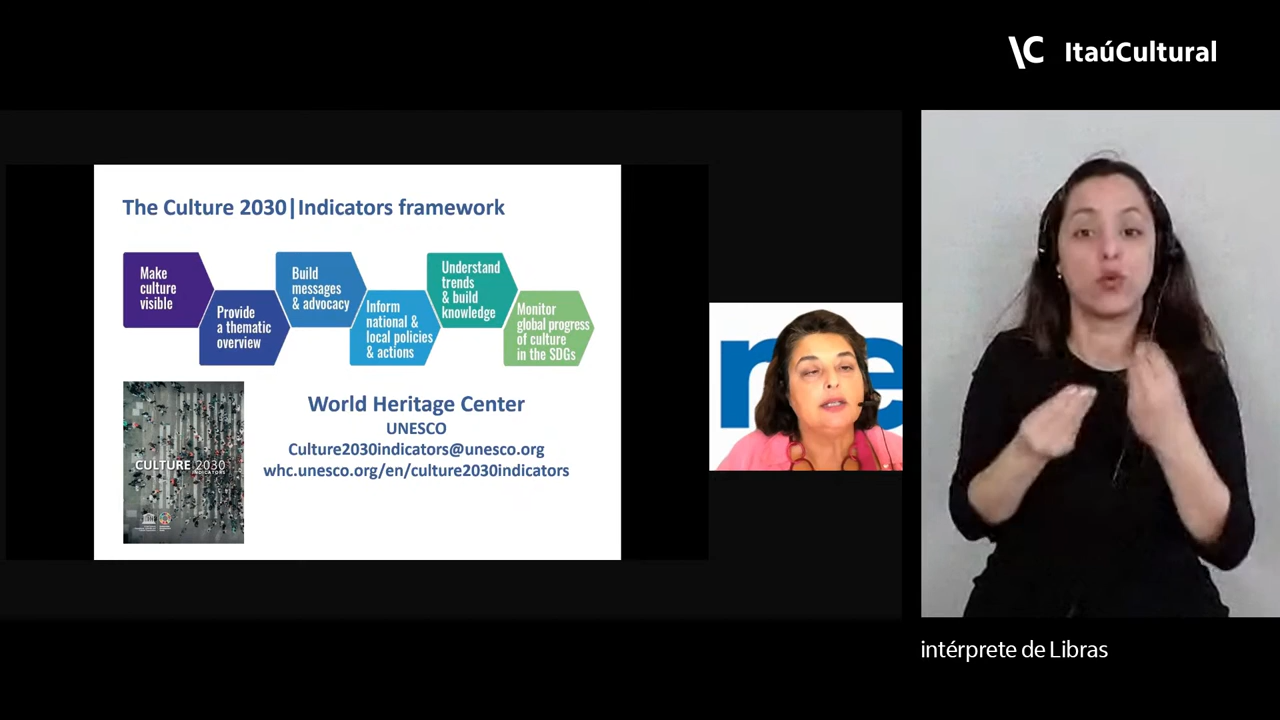 \C ItaúCultural
The Culture 2030|Indicators framework
Make
culture
visible
Provide
a thematic
overview
Build
messages
& advocacy
Inform
national &
local policies
& actions
Understand
trends
& build
knowledge
Monitor
global progress
of culture
in the SDGs
CULTURE 2030
INDICATORS
World Heritage Center
UNESCO
Culture2030indicators@unesco.org
whc.unesco.org/en/culture2030indicators
ne
intérprete de Libras